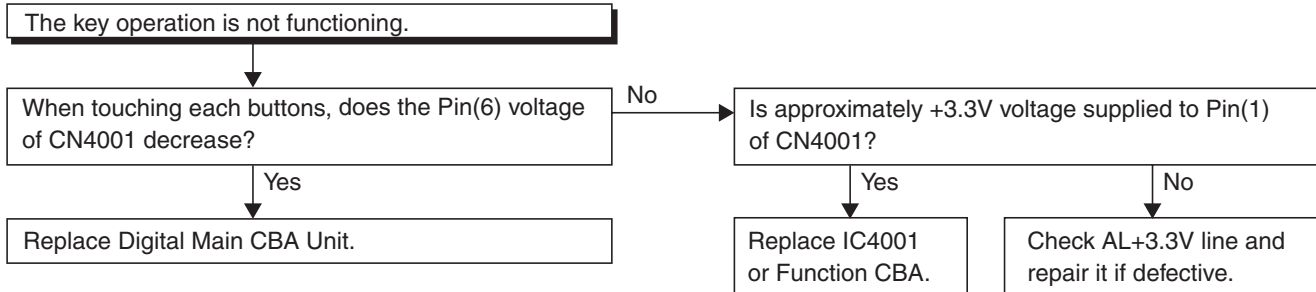 The key operation is not functioning.
When touching each buttons, does the Pin(6) voltage
of CN4001 decrease?
No
Is approximately +3.3V voltage supplied to Pin(1)
of CN4001?
Yes
Yes
No
Replace Digital Main CBA Unit.
Replace IC4001
or Function CBA.
Check AL+3.3V line and
repair it if defective.